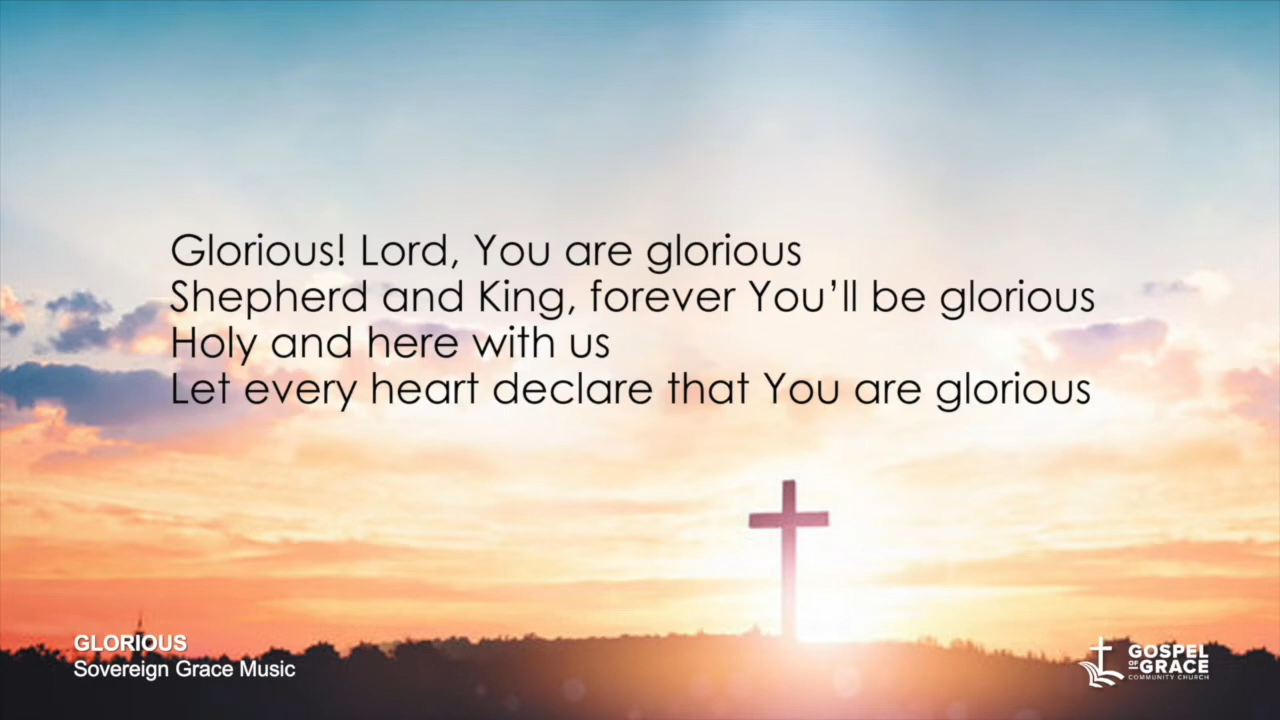 Glorious! Lord, You are glorious
Shepherd and King, forever You’ll be glorious
Holy and here with us
Let every heart declare that You are glorious
GLORIOUS
Sovereign Grace Music
GOSPEL
OF GRACE
COMMUNITY CHURCH